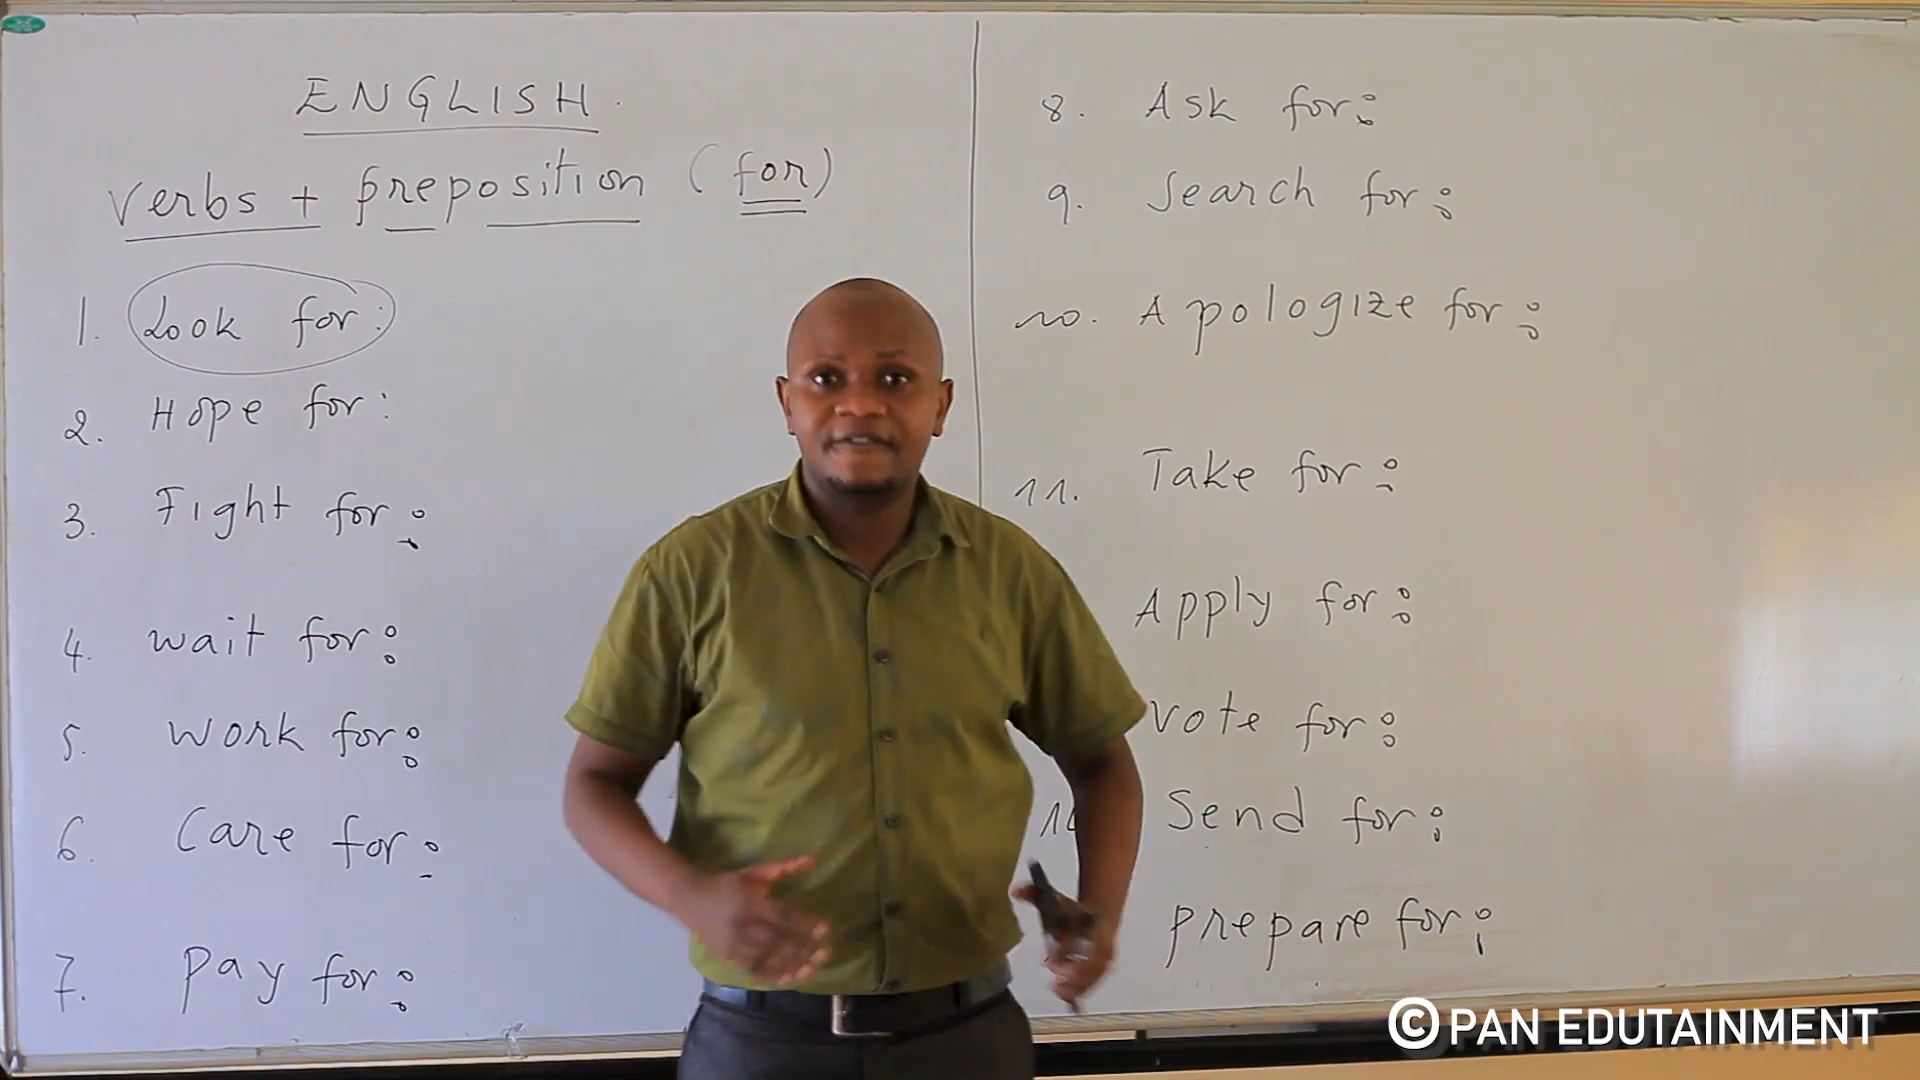 ENGLISH.
Verbs + preposition (for)
1. Look for:
2. Hope for:
3. Fight for:
4. wait for:
5. work for:
6. Care for:
7. pay for:
8. Ask for:
9. Search for:
10. Apologize for:
11. Take for:
Apply for:
Vote for:
Send for:
prepare for:
© PAN EDUTAINMENT